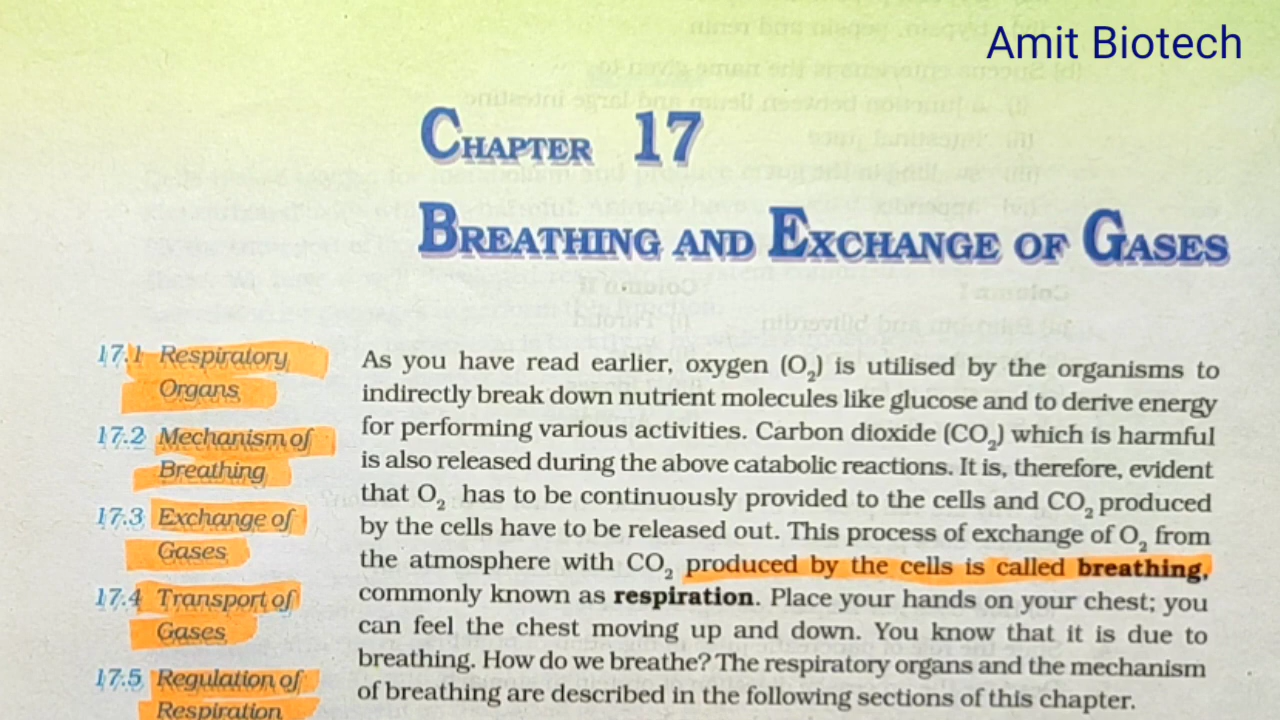 Amit Biotech
CHAPTER 17
BREATHING AND EXCHANGE OF GASES
17.1 Respiratory
Organs
17.2 Mechanism of
Breathing
17.3 Exchange of
Gases
17.4 Transport of
Gases
17.5 Regulation of
Respiration
As you have read earlier, oxygen (O₂) is utilised by the organisms to
indirectly break down nutrient molecules like glucose and to derive energy
for performing various activities. Carbon dioxide (CO₂) which is harmful
is also released during the above catabolic reactions. It is, therefore, evident
that O₂ has to be continuously provided to the cells and CO₂ produced
by the cells have to be released out. This process of exchange of O₂ from
the atmosphere with CO₂ produced by the cells is called breathing,
commonly known as respiration. Place your hands on your chest; you
can feel the chest moving up and down. You know that it is due to
breathing. How do we breathe? The respiratory organs and the mechanism
of breathing are described in the following sections of this chapter.